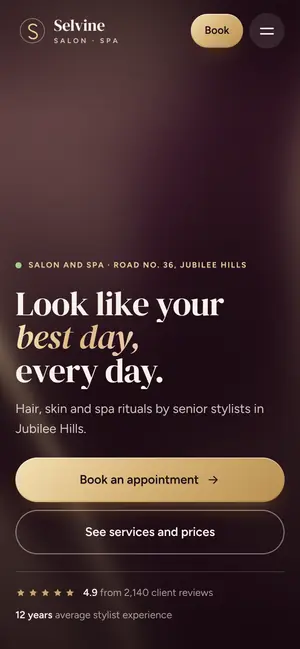 S
Selvine
SALON · SPA
Book
SALON AND SPA · ROAD NO. 36, JUBILEE HILLS
Look like your
best day,
every day.
Hair, skin and spa rituals by senior stylists in
Jubilee Hills.
Book an appointment →
See services and prices
★★★★★ 4.9 from 2,140 client reviews
12 years average stylist experience